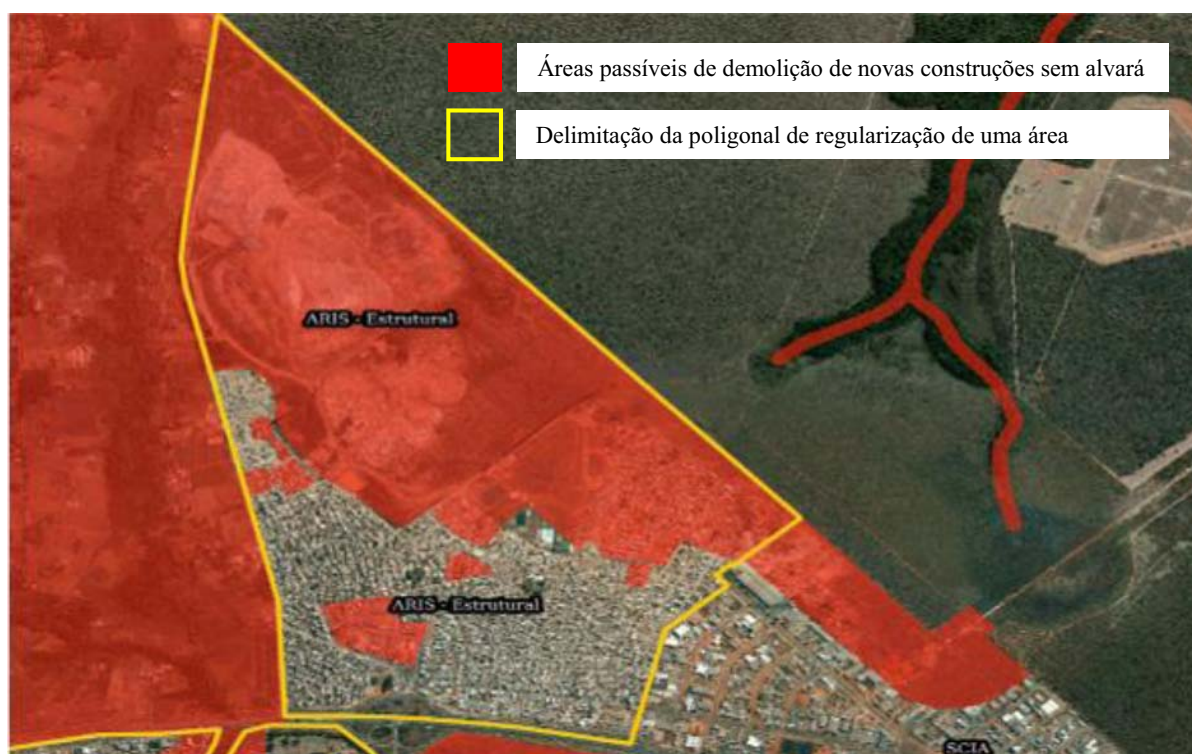 Áreas passíveis de demolição de novas construções sem alvará
Delimitação da poligonal de regularização de uma área
ARIS - Estrutural
ARIS - Estrutural
SCIA